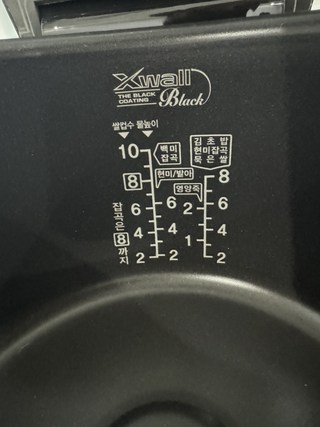 Xwall
THE BLACK
COATING
Black
쌀컵수 물높이
백미
잡곡
김초밥
현미잡곡
묵은쌀
10
8
현미/발아
영양죽
8
6
2
6
4
1
4
2
2
2
잡곡은 8 까지